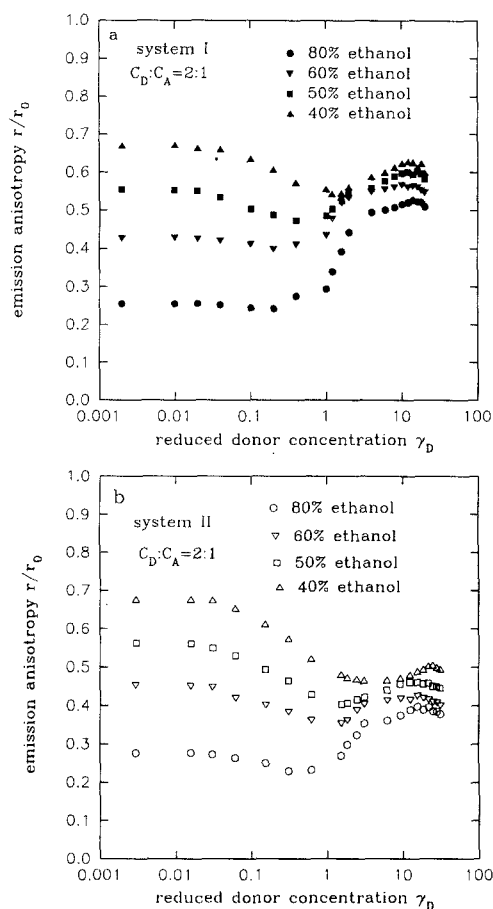 a
system I
C_D:C_A=2:1
● 80% ethanol
▼ 60% ethanol
■ 50% ethanol
▲ 40% ethanol
emission anisotropy r/r_0
1.0
0.9
0.8
0.7
0.6
0.5
0.4
0.3
0.2
0.1
0.0
0.001 0.01 0.1 1 10 100
reduced donor concentration γ_D
b
system II
C_D:C_A=2:1
○ 80% ethanol
▽ 60% ethanol
□ 50% ethanol
△ 40% ethanol
emission anisotropy r/r_0
1.0
0.9
0.8
0.7
0.6
0.5
0.4
0.3
0.2
0.1
0.0
0.001 0.01 0.1 1 10 100
reduced donor concentration γ_D